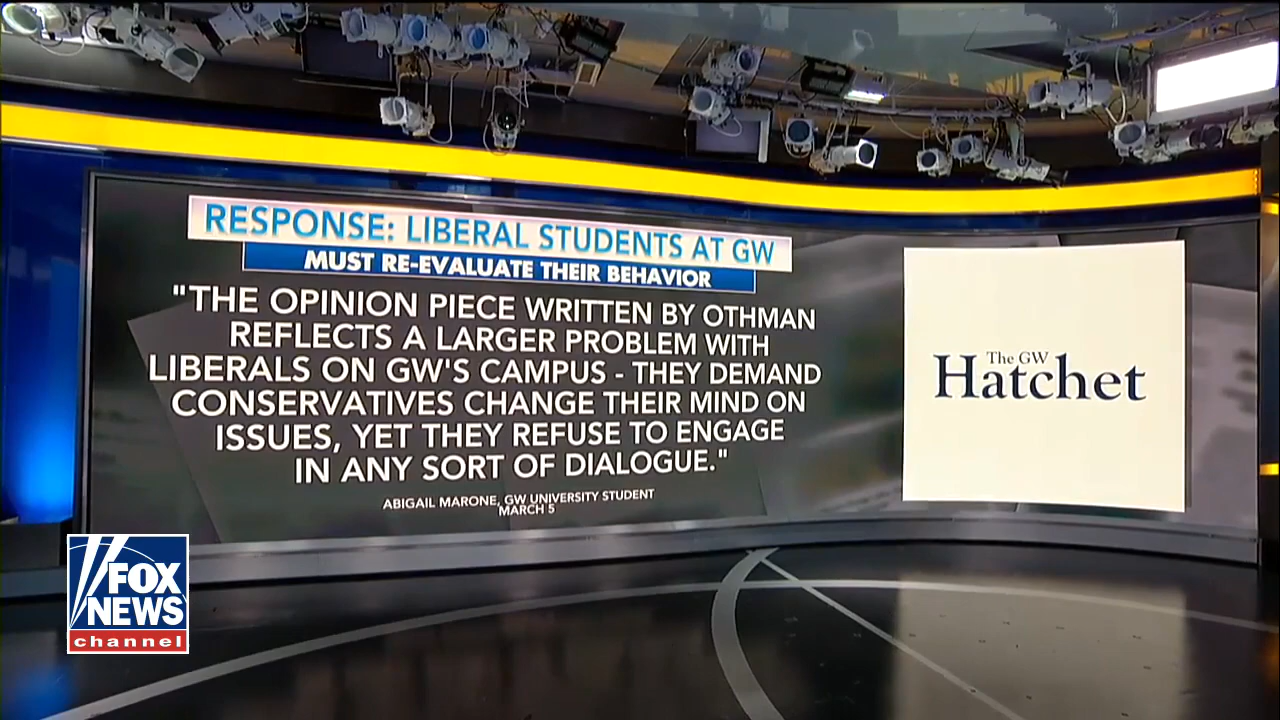 RESPONSE: LIBERAL STUDENTS AT GW
MUST RE-EVALUATE THEIR BEHAVIOR
"THE OPINION PIECE WRITTEN BY OTHMAN
REFLECTS A LARGER PROBLEM WITH
LIBERALS ON GW'S CAMPUS - THEY DEMAND
CONSERVATIVES CHANGE THEIR MIND ON
ISSUES, YET THEY REFUSE TO ENGAGE
IN ANY SORT OF DIALOGUE."
ABIGAIL MARONE, GW UNIVERSITY STUDENT
MARCH 5
The GW
Hatchet
FOX
NEWS
channel